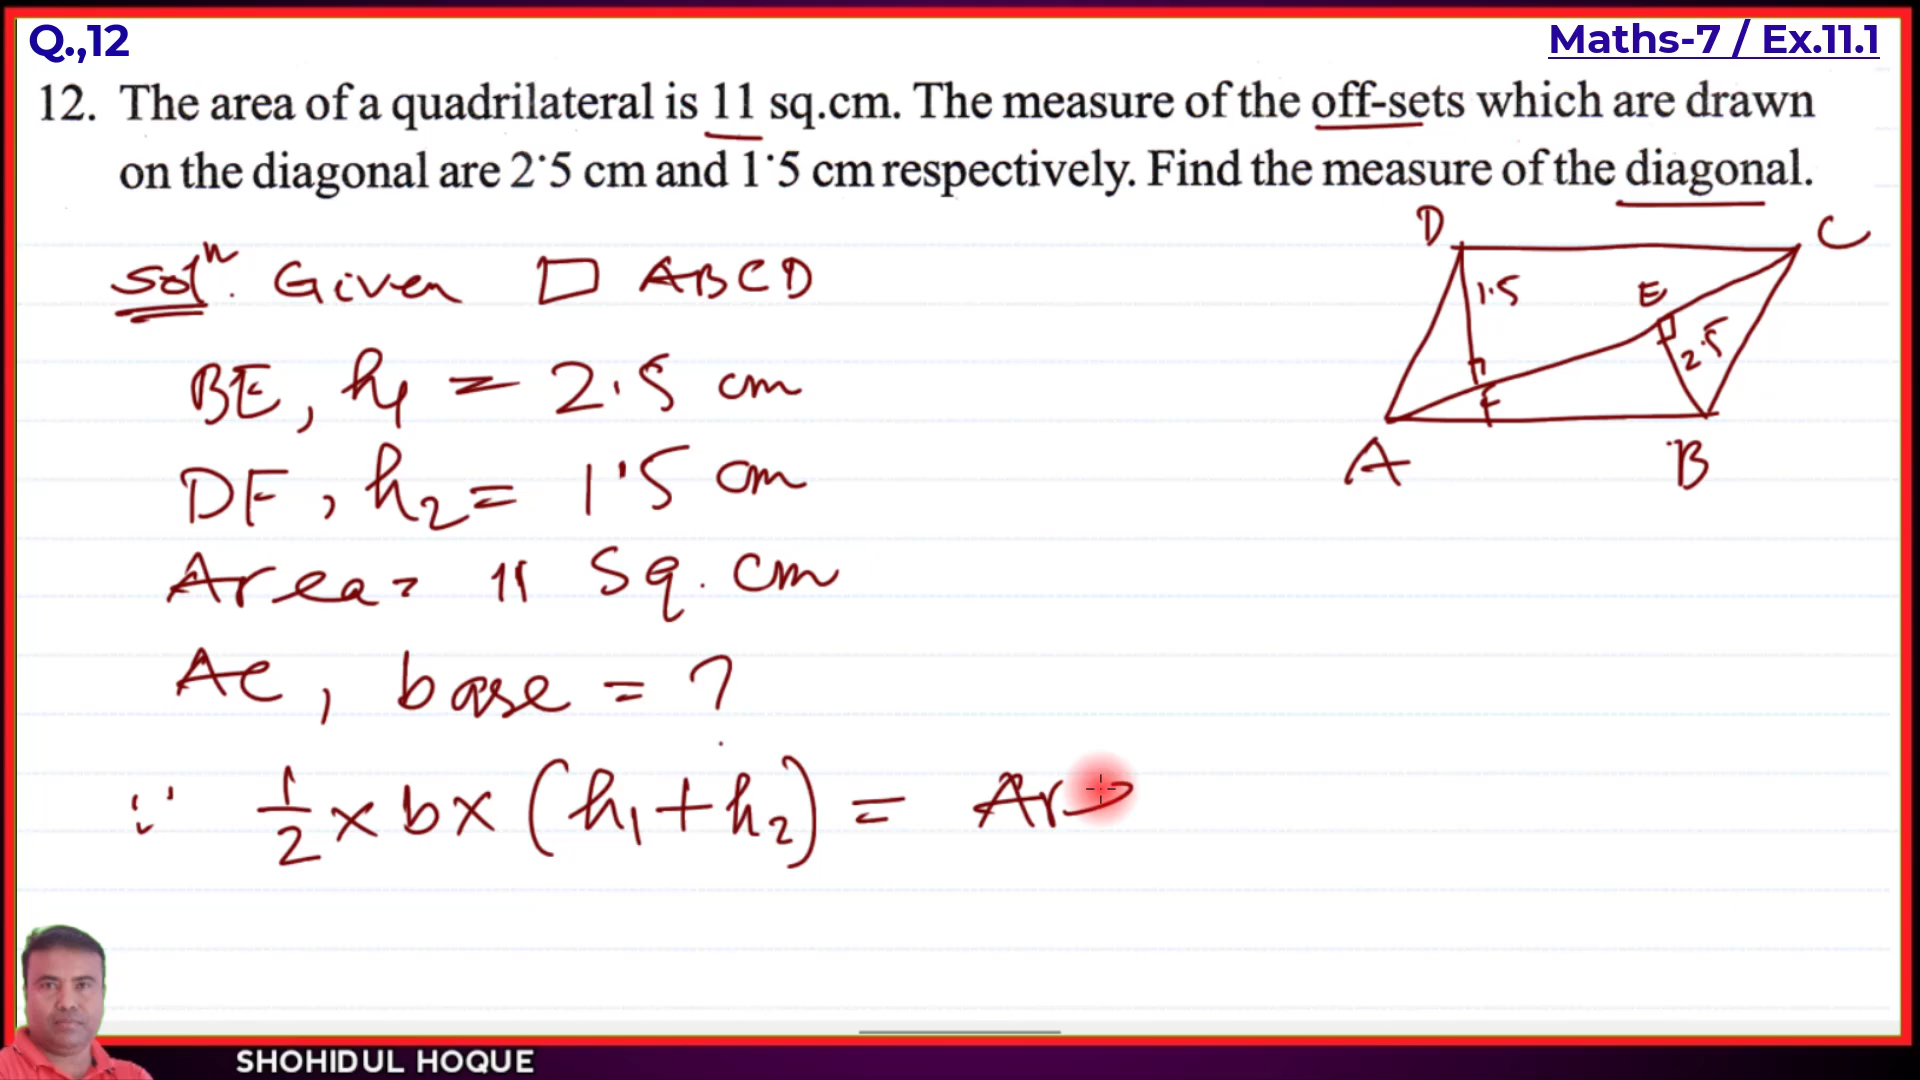 Q.,12
Maths-7 / Ex.11.1
12. The area of a quadrilateral is 11 sq.cm. The measure of the off-sets which are drawn
on the diagonal are 2·5 cm and 1·5 cm respectively. Find the measure of the diagonal.
Solⁿ. Given □ ABCD
BE, h₁ = 2.5 cm
DF, h₂ = 1·5 cm
Area = 11 Sq. cm
AC, base = ?
∵ 1/2 × b × (h₁ + h₂) = Ar
D
C
1.5
E
2.5
F
A
B
SHOHIDUL HOQUE